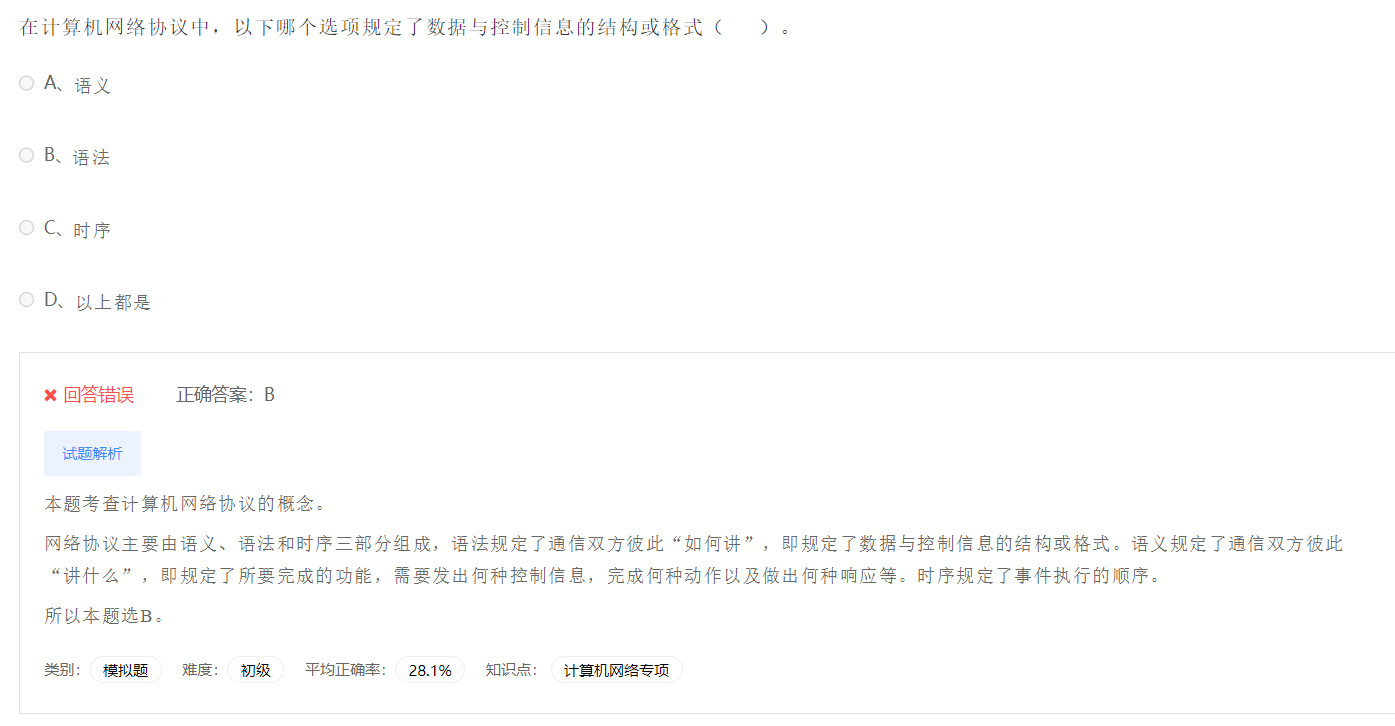 在计算机网络协议中，以下哪个选项规定了数据与控制信息的结构或格式（　　）。
A、语义
B、语法
C、时序
D、以上都是
回答错误 正确答案：B
试题解析
本题考查计算机网络协议的概念。
网络协议主要由语义、语法和时序三部分组成，语法规定了通信双方彼此“如何讲”，即规定了数据与控制信息的结构或格式。语义规定了通信双方彼此
“讲什么”，即规定了所要完成的功能，需要发出何种控制信息，完成何种动作以及做出何种响应等。时序规定了事件执行的顺序。
所以本题选B。
类别： 模拟题 难度： 初级 平均正确率： 28.1% 知识点： 计算机网络专项